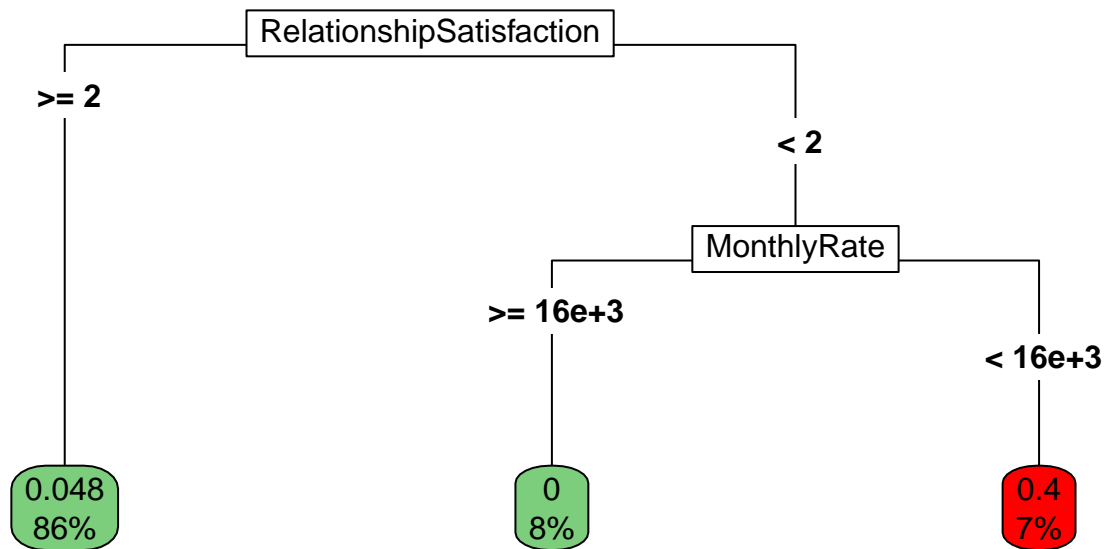 RelationshipSatisfaction
>= 2
< 2
MonthlyRate
>= 16e+3
< 16e+3
0.048
86%
0
8%
0.4
7%